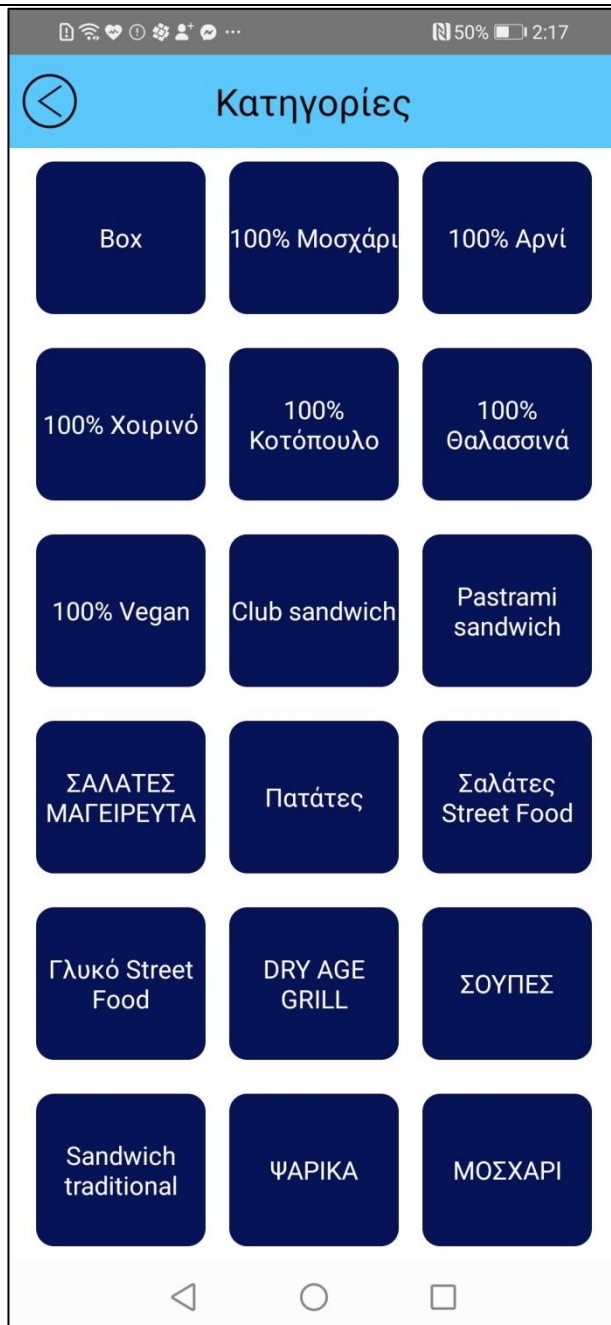 50% 2:17
Κατηγορίες
Box
100% Μοσχάρι
100% Αρνί
100% Χοιρινό
100%
Κοτόπουλο
100%
Θαλασσινά
100% Vegan
Club sandwich
Pastrami
sandwich
ΣΑΛΑΤΕΣ
ΜΑΓΕΙΡΕΥΤΑ
Πατάτες
Σαλάτες
Street Food
Γλυκό Street
Food
DRY AGE
GRILL
ΣΟΥΠΕΣ
Sandwich
traditional
ΨΑΡΙΚΑ
ΜΟΣΧΑΡΙ